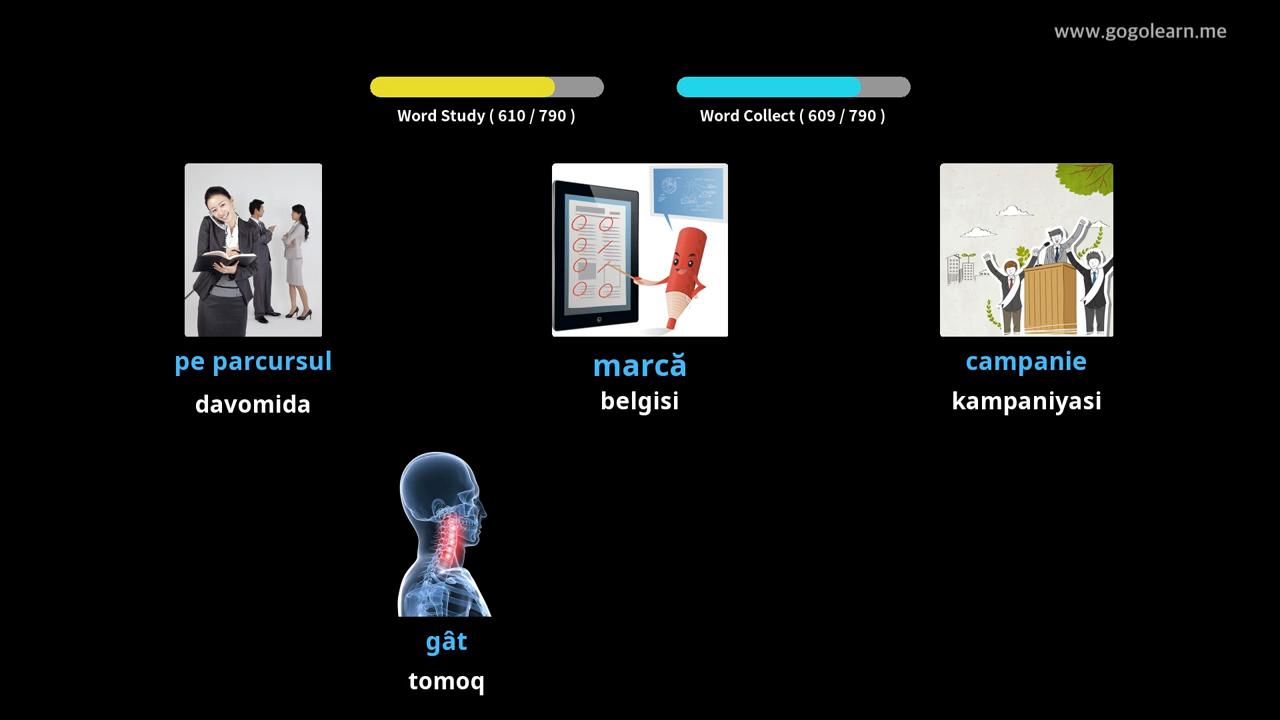 www.gogolearn.me
Word Study ( 610 / 790 )
Word Collect ( 609 / 790 )
pe parcursul
davomida
marcă
belgisi
campanie
kampaniyasi
gât
tomoq